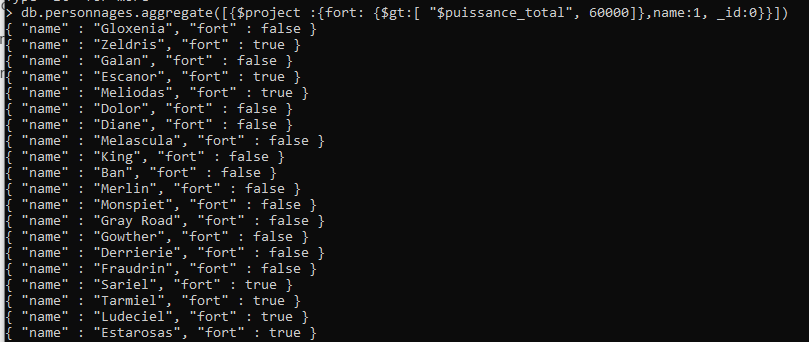 > db.personnages.aggregate([{$project :{fort: {$gt:[ "$puissance_total", 60000]},name:1, _id:0}}])
{ "name" : "Gloxenia", "fort" : false }
{ "name" : "Zeldris", "fort" : true }
{ "name" : "Galan", "fort" : false }
{ "name" : "Escanor", "fort" : true }
{ "name" : "Meliodas", "fort" : true }
{ "name" : "Dolor", "fort" : false }
{ "name" : "Diane", "fort" : false }
{ "name" : "Melascula", "fort" : false }
{ "name" : "King", "fort" : false }
{ "name" : "Ban", "fort" : false }
{ "name" : "Merlin", "fort" : false }
{ "name" : "Monspiet", "fort" : false }
{ "name" : "Gray Road", "fort" : false }
{ "name" : "Gowther", "fort" : false }
{ "name" : "Derrierie", "fort" : false }
{ "name" : "Fraudrin", "fort" : false }
{ "name" : "Sariel", "fort" : true }
{ "name" : "Tarmiel", "fort" : true }
{ "name" : "Ludeciel", "fort" : true }
{ "name" : "Estarosas", "fort" : true }